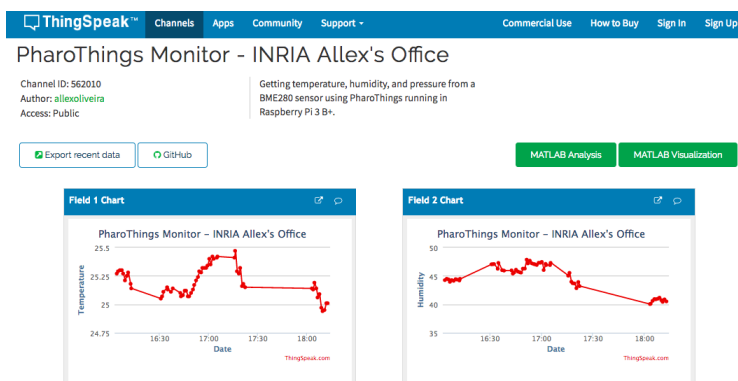 ThingSpeak™ Channels Apps Community Support Commercial Use How to Buy Sign In Sign Up
PharoThings Monitor - INRIA Allex's Office
Channel ID: 562010
Author: allexoliveira
Access: Public
Getting temperature, humidity, and pressure from a
BME280 sensor using PharoThings running in
Raspberry Pi 3 B+.
Export recent data GitHub MATLAB Analysis MATLAB Visualization
Field 1 Chart
PharoThings Monitor – INRIA Allex's Office
Temperature
25.5
25.25
25
24.75
16:30 17:00 17:30 18:00
Date
ThingSpeak.com
Field 2 Chart
PharoThings Monitor – INRIA Allex's Office
Humidity
50
45
40
35
16:30 17:00 17:30 18:00
Date
ThingSpeak.com